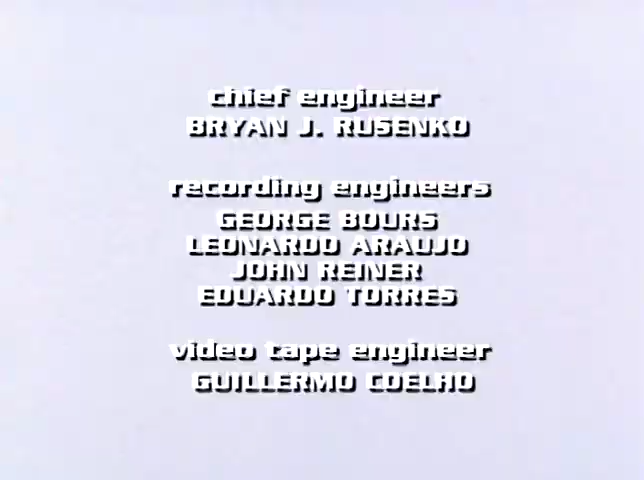 chief engineer
BRYAN J. RUSENKO
recording engineers
GEORGE BOURS
LEONARDO ARAUJO
JOHN REINER
EDUARDO TORRES
video tape engineer
GUILLERMO COELHO